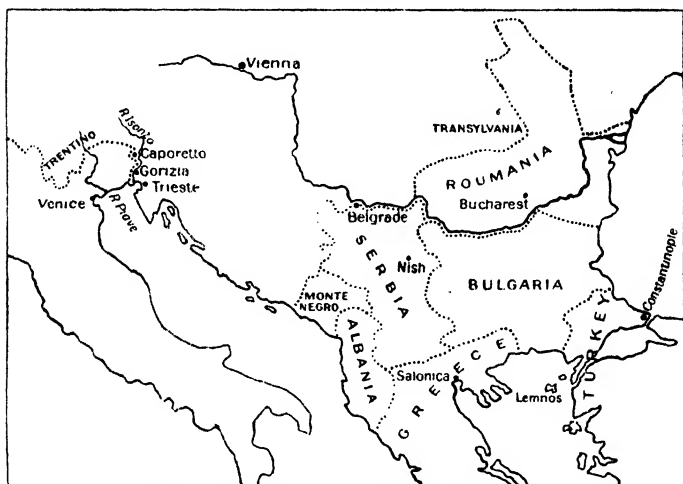 Vienna
TRANSYLVANIA
R. Isonzo
TRENTINO
Caporetto
ROUMANIA
Gorizia
Trieste
Bucharest
Venice
R. Piave
Belgrade
SERBIA
Nish
Constantinople
BULGARIA
MONTE
NEGRO
TURKEY
ALBANIA
GREECE
Salonica
Lemnos